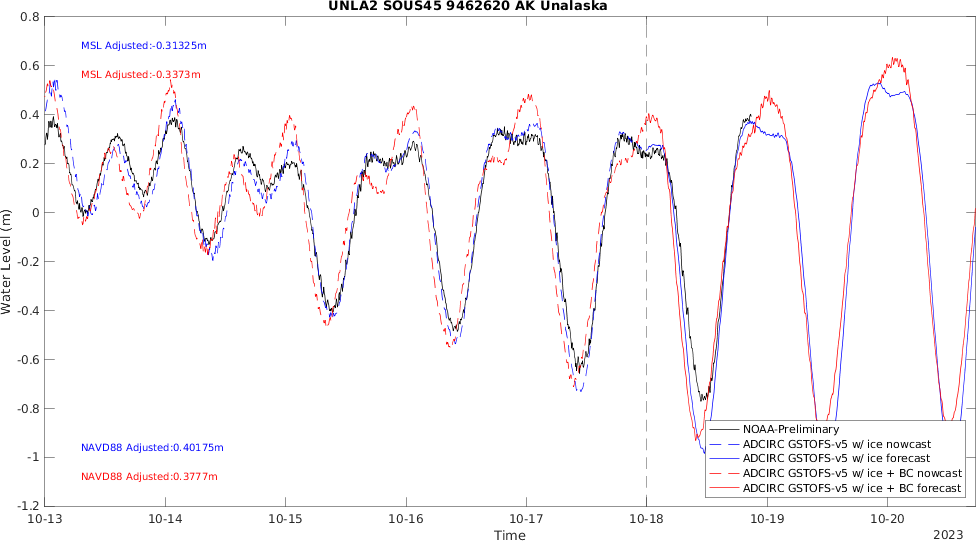 UNLA2 SOUS45 9462620 AK Unalaska
0.8
0.6
0.4
0.2
0
-0.2
-0.4
-0.6
-0.8
-1
-1.2
Water Level (m)
MSL Adjusted:-0.31325m
MSL Adjusted:-0.3373m
NAVD88 Adjusted:0.40175m
NAVD88 Adjusted:0.3777m
NOAA-Preliminary
ADCIRC GSTOFS-v5 w/ ice nowcast
ADCIRC GSTOFS-v5 w/ ice forecast
ADCIRC GSTOFS-v5 w/ ice + BC nowcast
ADCIRC GSTOFS-v5 w/ ice + BC forecast
10-13 10-14 10-15 10-16 10-17 10-18 10-19 10-20
Time
2023